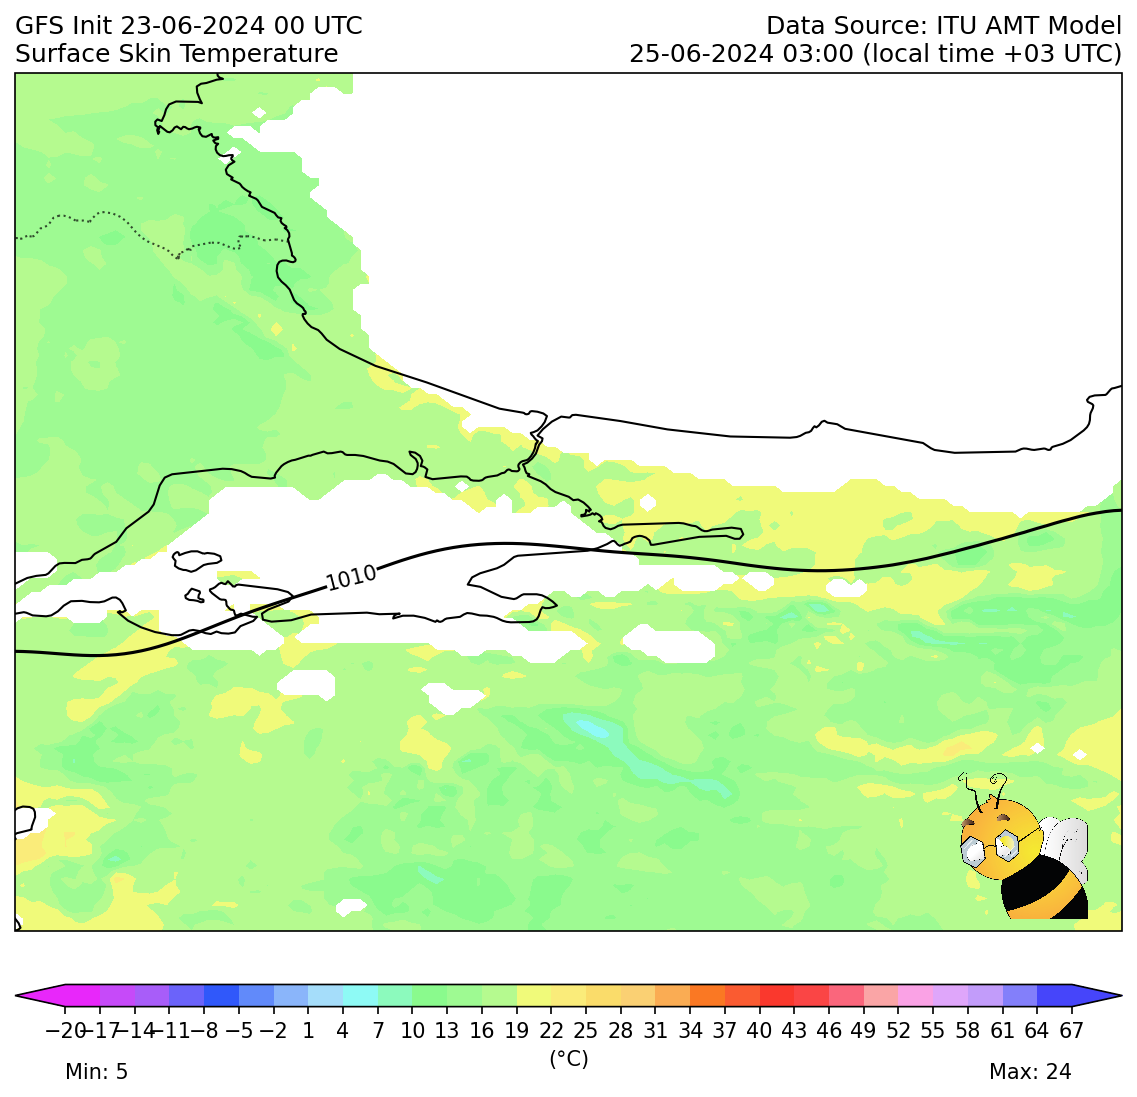 GFS Init 23-06-2024 00 UTC
Data Source: ITU AMT Model
Surface Skin Temperature
25-06-2024 03:00 (local time +03 UTC)
1010
−20 −17 −14 −11 −8 −5 −2 1 4 7 10 13 16 19 22 25 28 31 34 37 40 43 46 49 52 55 58 61 64 67
(°C)
Min: 5
Max: 24